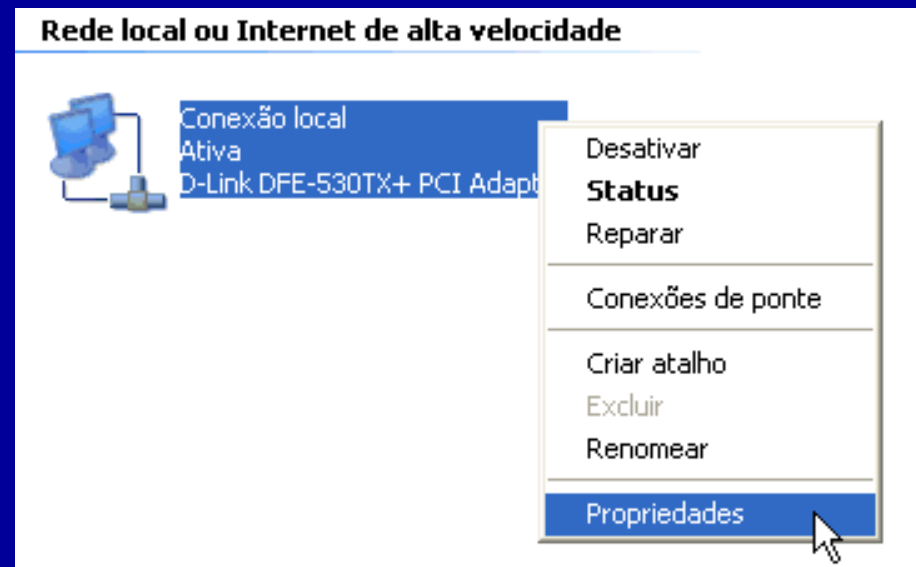 Rede local ou Internet de alta velocidade
Conexão local
Ativa
D-Link DFE-530TX+ PCI Adapt
Desativar
Status
Reparar
Conexões de ponte
Criar atalho
Excluir
Renomear
Propriedades